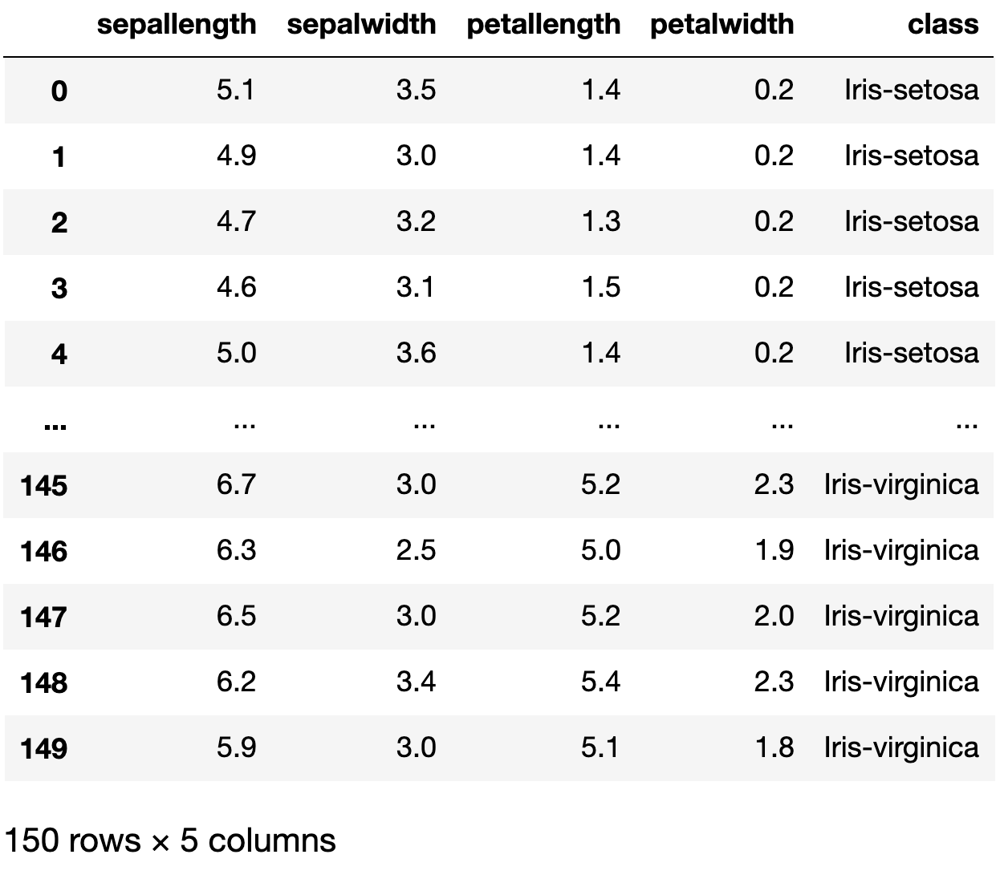 sepallength sepalwidth petallength petalwidth class
0 5.1 3.5 1.4 0.2 Iris-setosa
1 4.9 3.0 1.4 0.2 Iris-setosa
2 4.7 3.2 1.3 0.2 Iris-setosa
3 4.6 3.1 1.5 0.2 Iris-setosa
4 5.0 3.6 1.4 0.2 Iris-setosa
... ... ... ... ... ...
145 6.7 3.0 5.2 2.3 Iris-virginica
146 6.3 2.5 5.0 1.9 Iris-virginica
147 6.5 3.0 5.2 2.0 Iris-virginica
148 6.2 3.4 5.4 2.3 Iris-virginica
149 5.9 3.0 5.1 1.8 Iris-virginica
150 rows × 5 columns